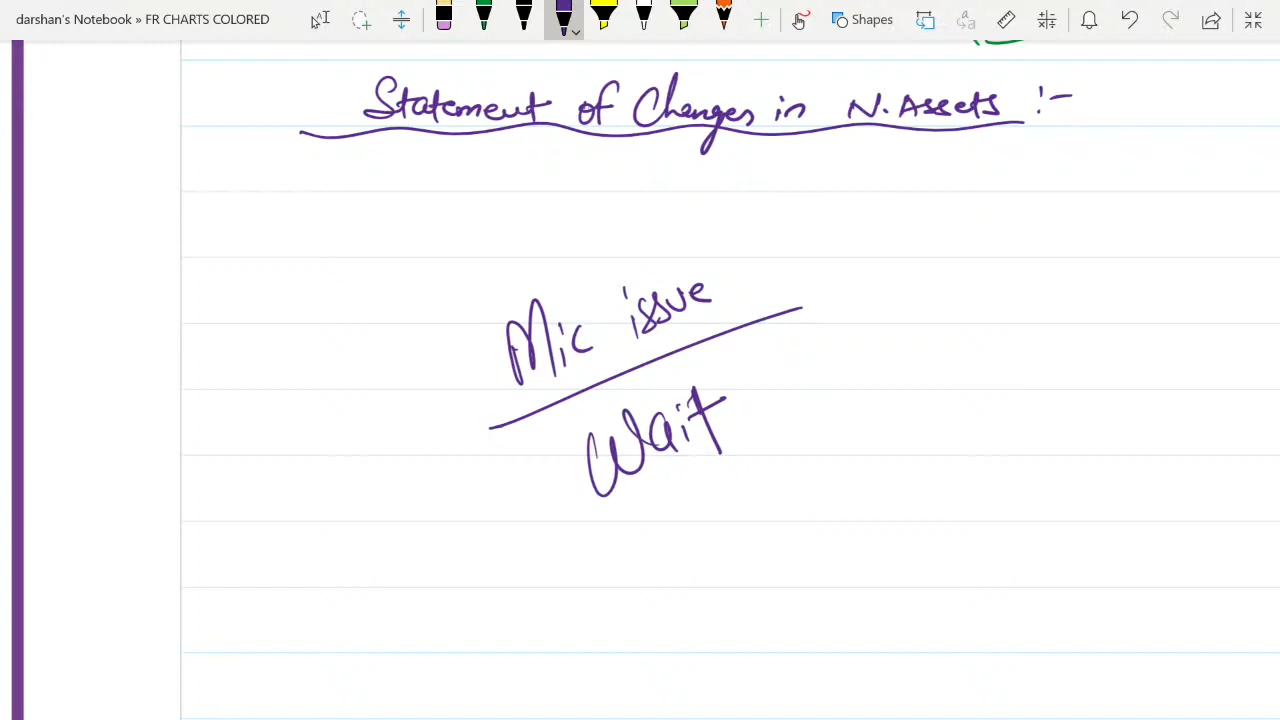 darshan's Notebook » FR CHARTS COLORED
Shapes
Statement of Changes in N. Assets :-
Mic issue
Wait